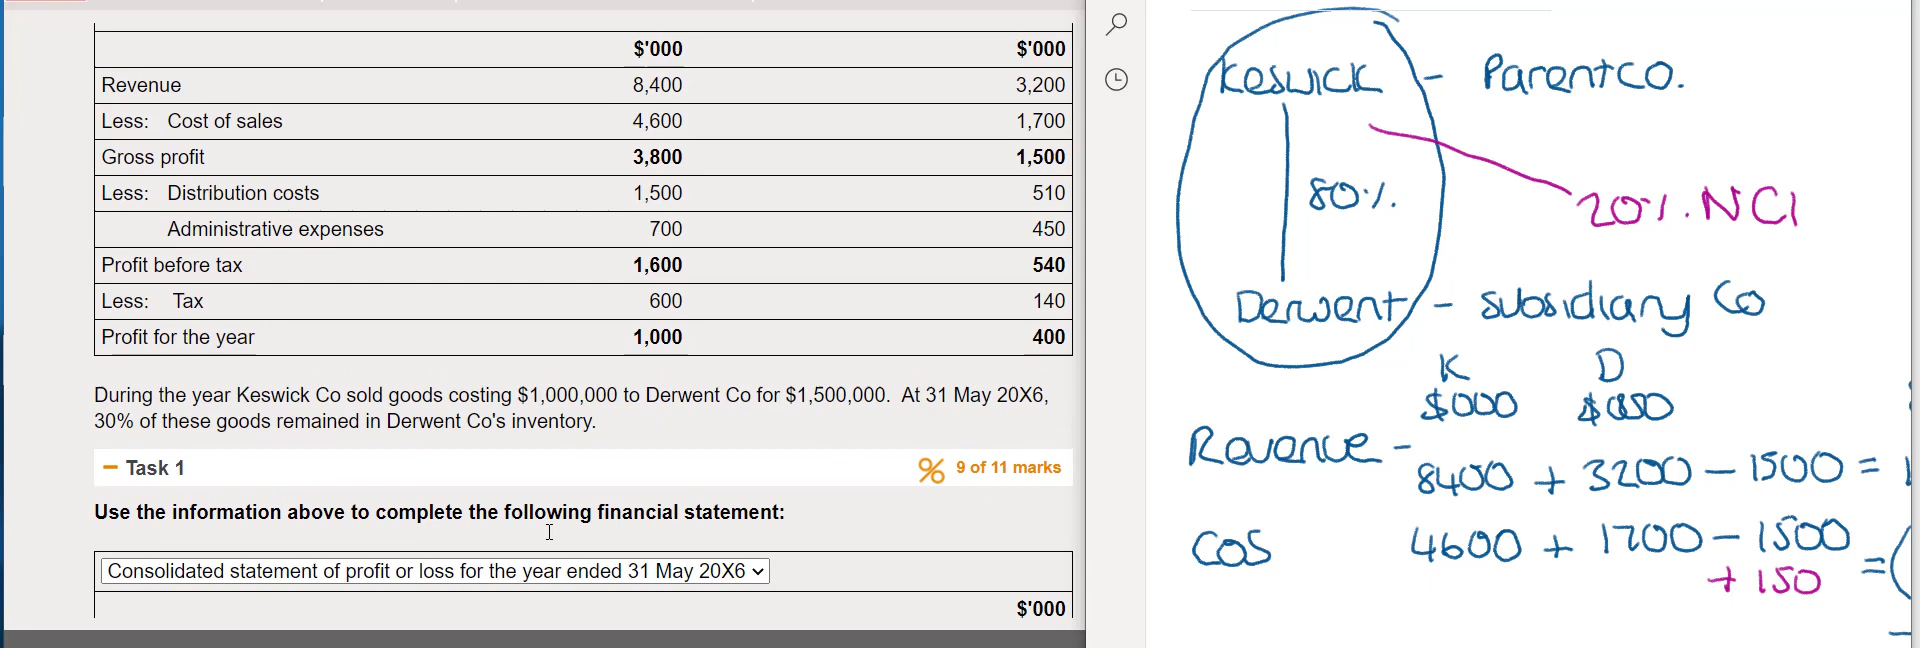 $'000 $'000
Revenue 8,400 3,200
Less: Cost of sales 4,600 1,700
Gross profit 3,800 1,500
Less: Distribution costs 1,500 510
Administrative expenses 700 450
Profit before tax 1,600 540
Less: Tax 600 140
Profit for the year 1,000 400
During the year Keswick Co sold goods costing $1,000,000 to Derwent Co for $1,500,000. At 31 May 20X6,
30% of these goods remained in Derwent Co's inventory.
Task 1 9 of 11 marks
Use the information above to complete the following financial statement:
Consolidated statement of profit or loss for the year ended 31 May 20X6
$'000
Keswick - Parent Co.
80%.
20%. NCI
Derwent - subsidiary Co
K D
$000 $000
Revenue -
8400 + 3200 - 1500 =
COS 4600 + 1700 - 1500
+ 150 = (